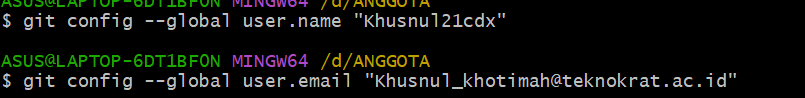 ASUS@LAPTOP-6DT1BF0N MINGW64 /d/ANGGOTA
$ git config --global user.name "Khusnul21cdx"
ASUS@LAPTOP-6DT1BF0N MINGW64 /d/ANGGOTA
$ git config --global user.email "Khusnul_khotimah@teknokrat.ac.id"